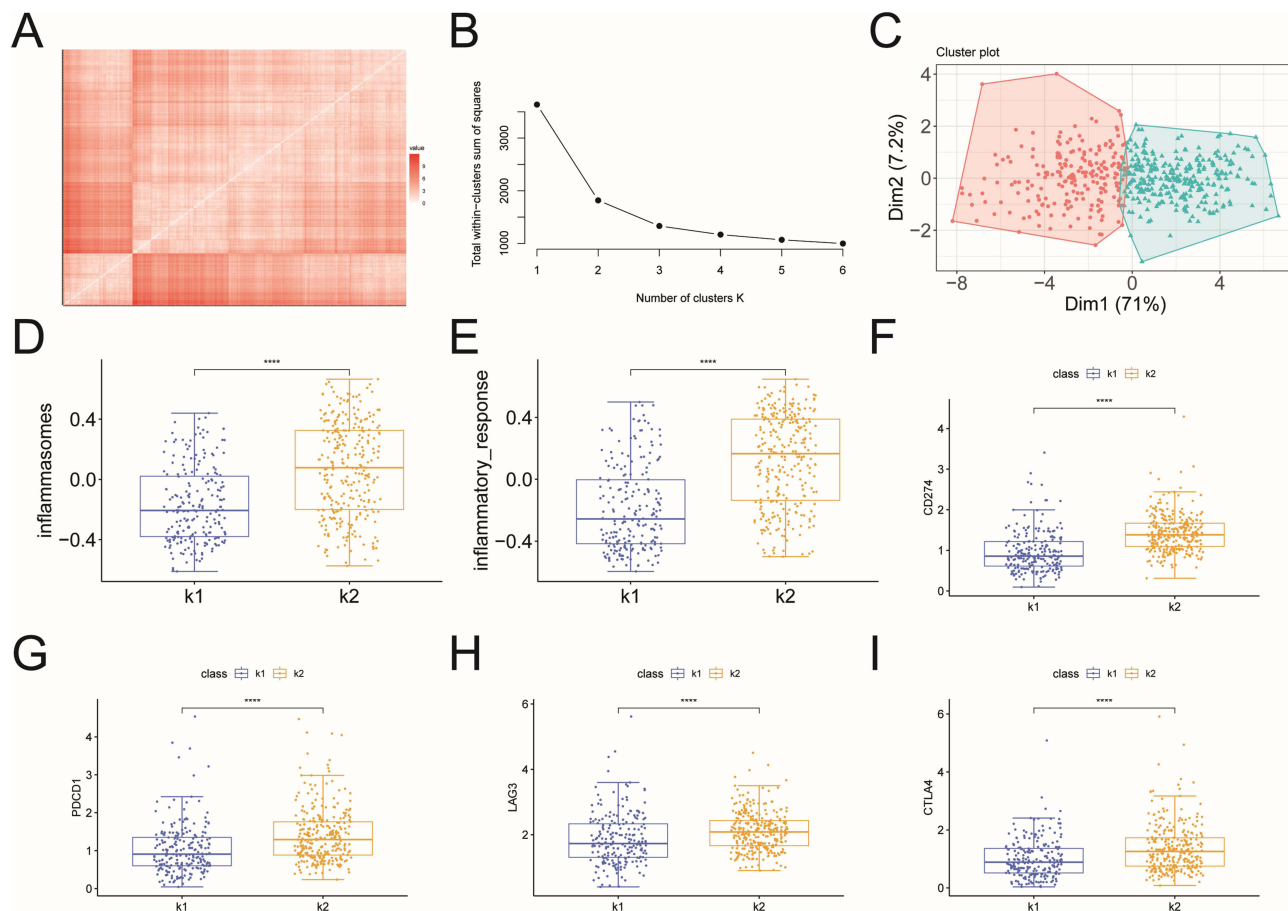 A
value
9
6
3
0
B
Total within-clusters sum of squares
3000
2000
1000
1 2 3 4 5 6
Number of clusters K
C
Cluster plot
Dim2 (7.2%)
4
2
0
−2
−8 −4 0 4
Dim1 (71%)
D
****
inflammasomes
0.4
0.0
−0.4
k1 k2
E
****
inflammatory_response
0.4
0.0
−0.4
k1 k2
F
class k1 k2
****
CD274
4
3
2
1
0
k1 k2
G
class k1 k2
****
PDCD1
4
3
2
1
0
k1 k2
H
class k1 k2
****
LAG3
6
4
2
k1 k2
I
class k1 k2
****
CTLA4
6
4
2
0
k1 k2